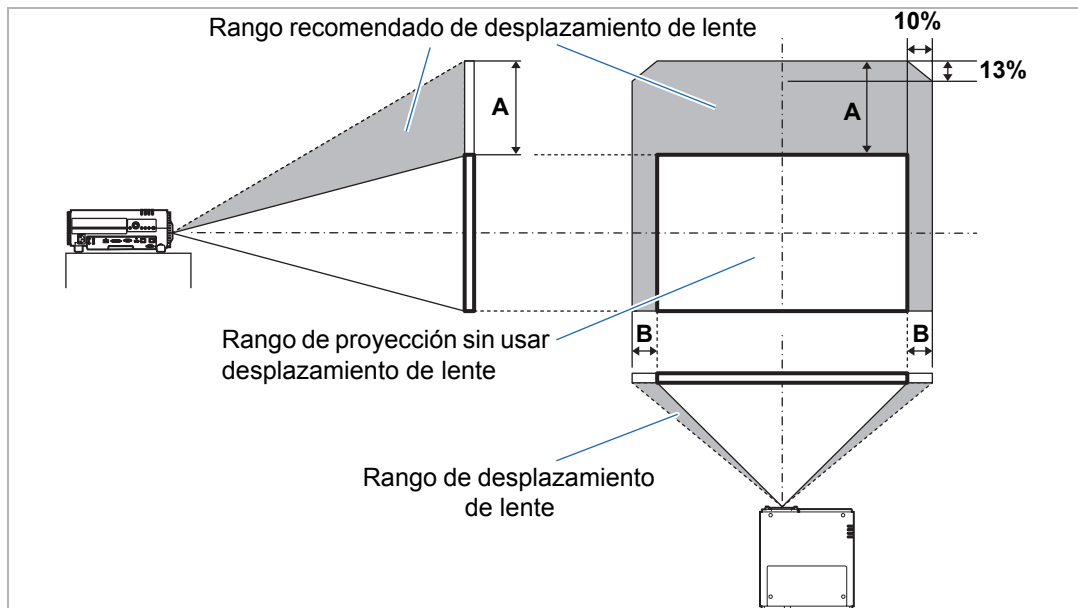 Rango recomendado de desplazamiento de lente
10%
13%
A
A
Rango de proyección sin usar
desplazamiento de lente
B
B
Rango de desplazamiento
de lente